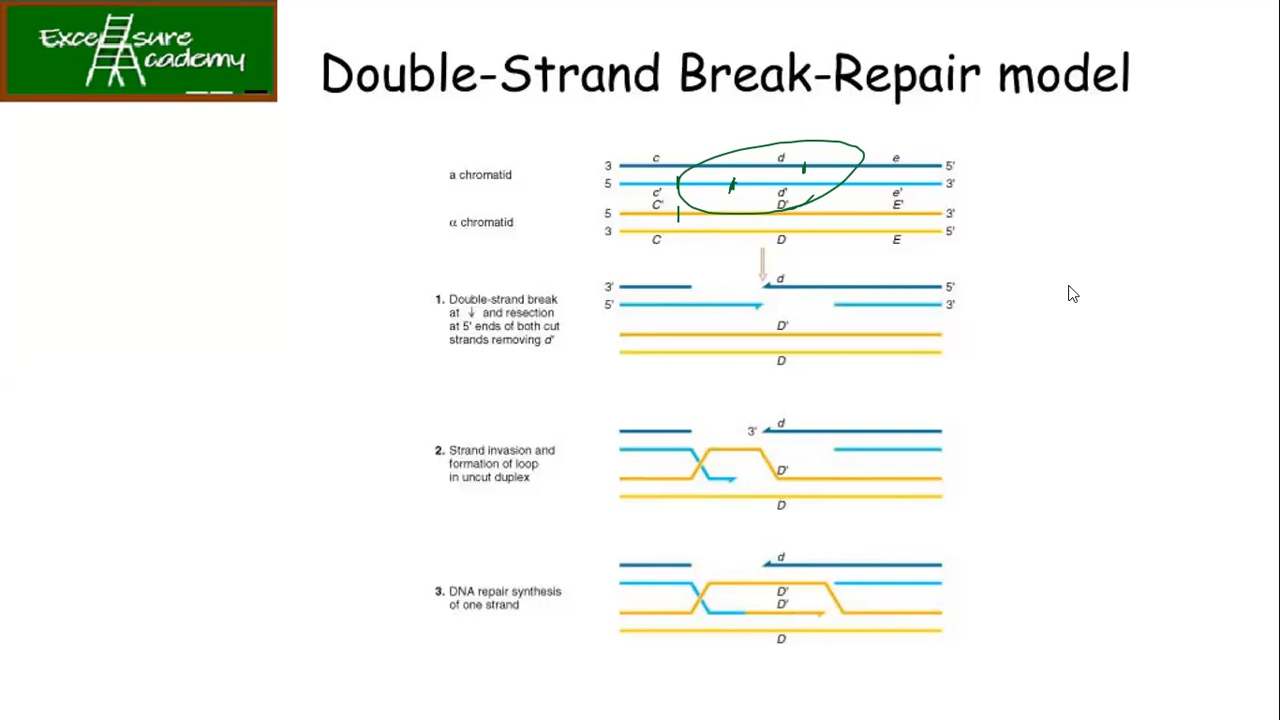 Excel sure
Academy
Double-Strand Break-Repair model
c d e
3 5'
a chromatid
5 3'
c' d' e'
C' D' E'
5 3'
α chromatid
3 5'
C D E
d
3' 5'
1. Double-strand break
5' 3'
at ↓ and resection
at 5' ends of both cut
D'
strands removing d'
D
d
3'
2. Strand invasion and
formation of loop
D'
in uncut duplex
D
d
3. DNA repair synthesis
D'
of one strand
D'
D